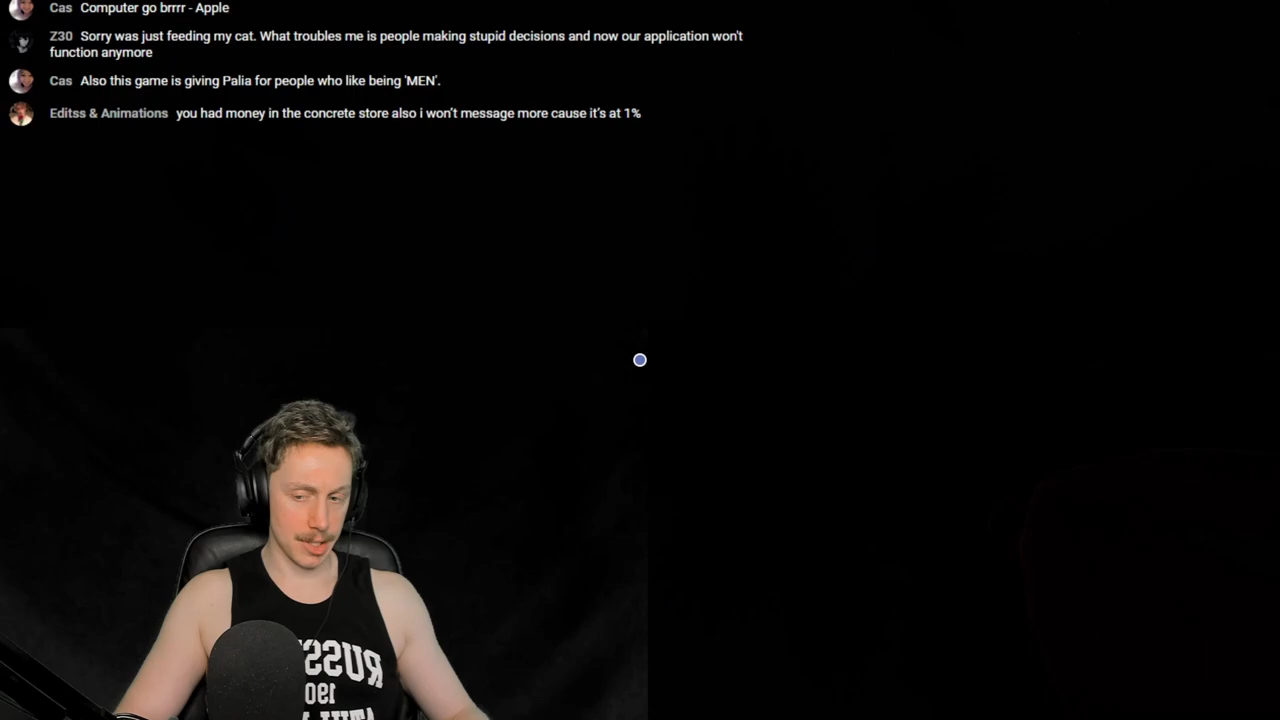 Cas Computer go brrrr - Apple
Z30 Sorry was just feeding my cat. What troubles me is people making stupid decisions and now our application won't
function anymore
Cas Also this game is giving Palia for people who like being 'MEN'.
Editss & Animations you had money in the concrete store also i won't message more cause it's at 1%
RUSS
190